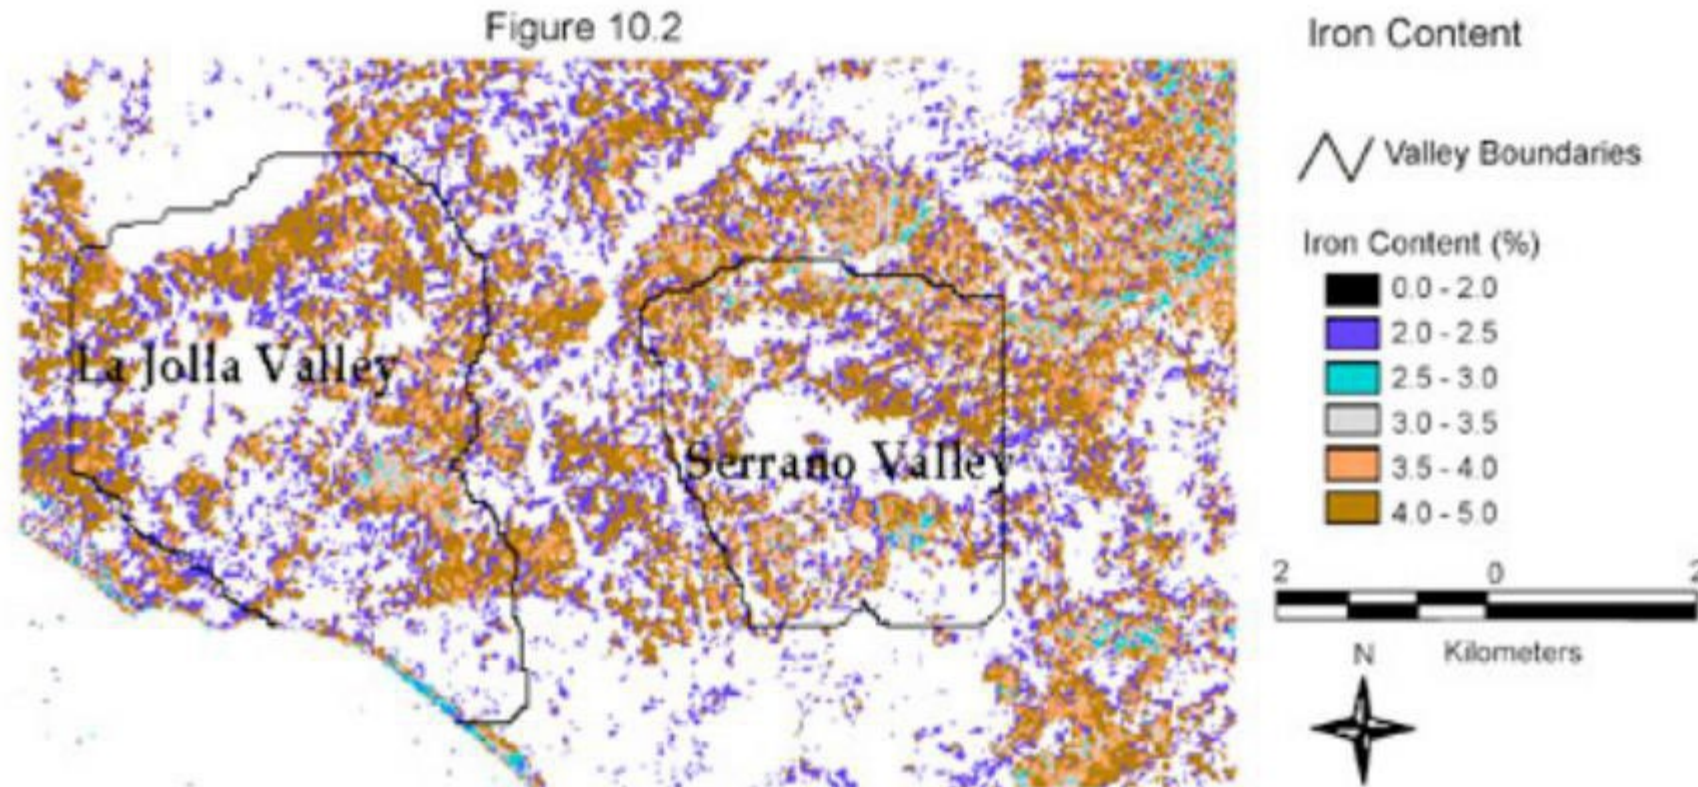 Figure 10.2
Iron Content
Valley Boundaries
Iron Content (%)
0.0 - 2.0
2.0 - 2.5
2.5 - 3.0
3.0 - 3.5
3.5 - 4.0
4.0 - 5.0
La Jolla Valley
Serrano Valley
2 0 2
N Kilometers